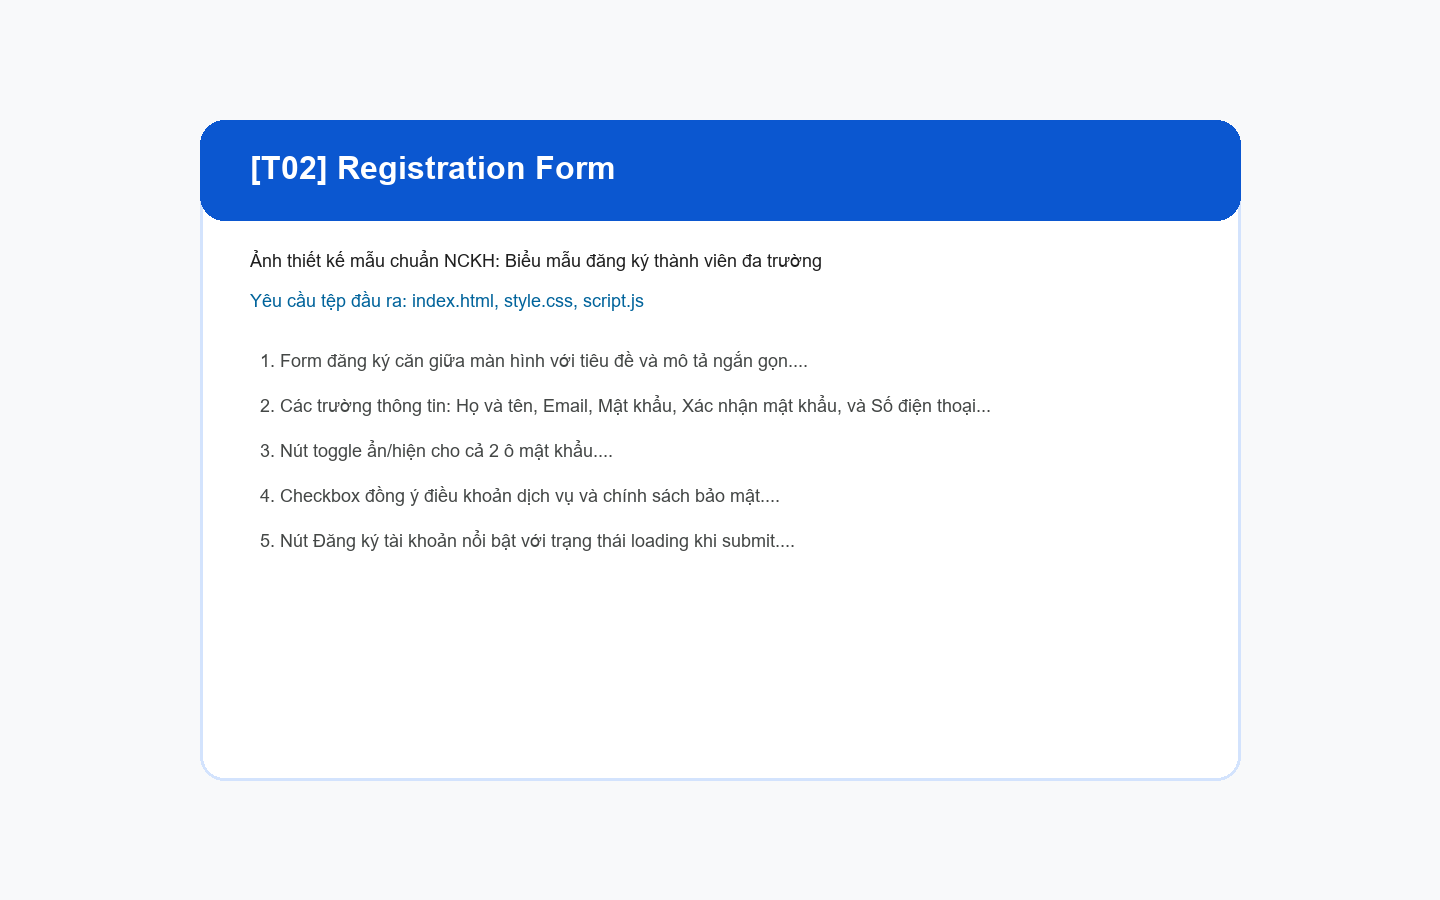 [T02] Registration Form
Ảnh thiết kế mẫu chuẩn NCKH: Biểu mẫu đăng ký thành viên đa trường
Yêu cầu tệp đầu ra: index.html, style.css, script.js
1. Form đăng ký căn giữa màn hình với tiêu đề và mô tả ngắn gọn....
2. Các trường thông tin: Họ và tên, Email, Mật khẩu, Xác nhận mật khẩu, và Số điện thoại...
3. Nút toggle ẩn/hiện cho cả 2 ô mật khẩu....
4. Checkbox đồng ý điều khoản dịch vụ và chính sách bảo mật....
5. Nút Đăng ký tài khoản nổi bật với trạng thái loading khi submit....